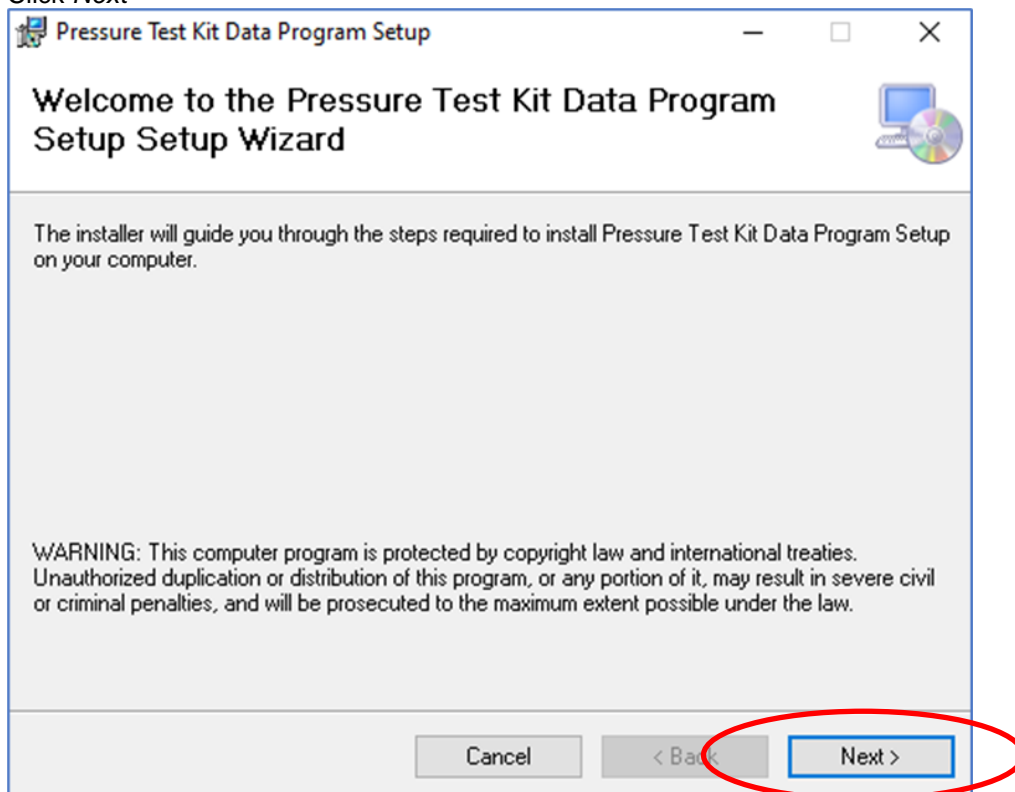 Click Next
Pressure Test Kit Data Program Setup
Welcome to the Pressure Test Kit Data Program
Setup Setup Wizard
The installer will guide you through the steps required to install Pressure Test Kit Data Program Setup
on your computer.
WARNING: This computer program is protected by copyright law and international treaties.
Unauthorized duplication or distribution of this program, or any portion of it, may result in severe civil
or criminal penalties, and will be prosecuted to the maximum extent possible under the law.
Cancel < Back Next >